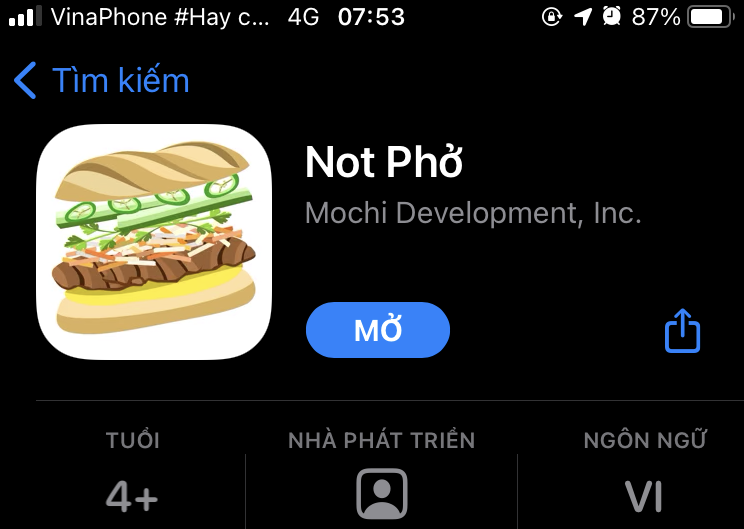 VinaPhone #Hay c... 4G 07:53 87%
Tìm kiếm
Not Phở
Mochi Development, Inc.
MỞ
TUỔI NHÀ PHÁT TRIỂN NGÔN NGỮ
4+ VI